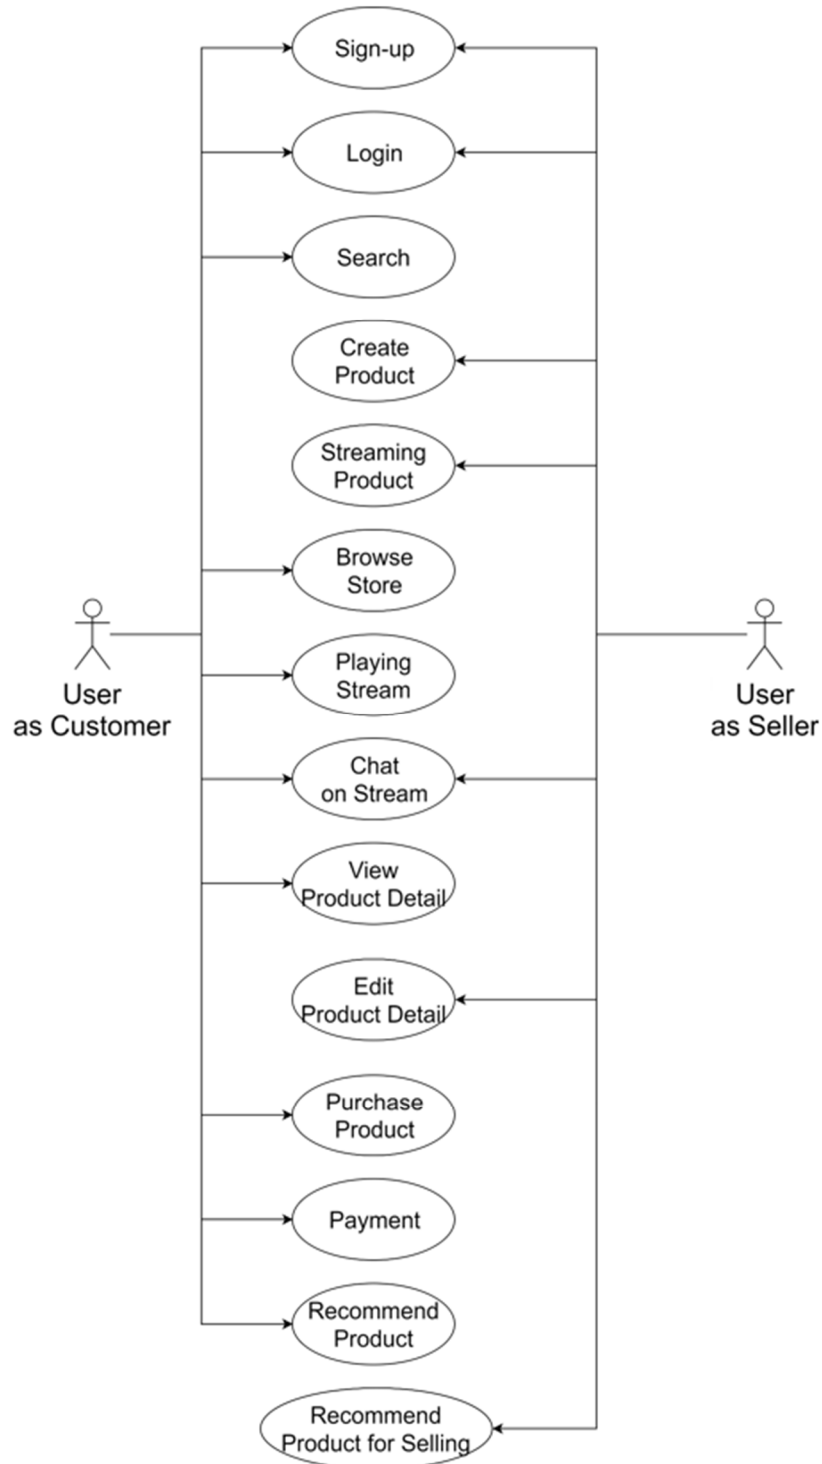 Sign-up
Login
Search
Create
Product
Streaming
Product
Browse
Store
User
as Customer
Playing
Stream
User
as Seller
Chat
on Stream
View
Product Detail
Edit
Product Detail
Purchase
Product
Payment
Recommend
Product
Recommend
Product for Selling